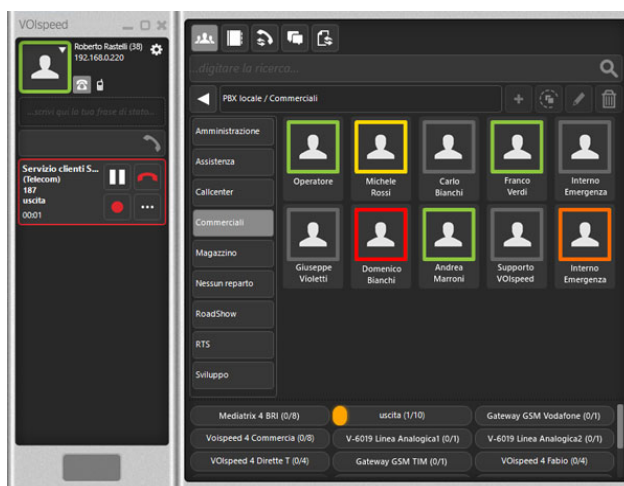 VOIspeed
Roberto Rastelli (38)
192.168.0.220
...scrivi qui la tua frase di stato...
Servizio clienti S...
(Telecom)
187
uscita
00:01
...digitare la ricerca...
PBX locale / Commerciali
Amministrazione
Assistenza
Callcenter
Commerciali
Magazzino
Nessun reparto
RoadShow
RTS
Sviluppo
Operatore
Michele
Rossi
Carlo
Bianchi
Franco
Verdi
Interno
Emergenza
Giuseppe
Violetti
Domenico
Bianchi
Andrea
Marroni
Supporto
VOIspeed
Interno
Emergenza
Mediatrix 4 BRI (0/8)
uscita (1/10)
Gateway GSM Vodafone (0/1)
Voispeed 4 Commercia (0/8)
V-6019 Linea Analogica1 (0/1)
V-6019 Linea Analogica2 (0/1)
VOIspeed 4 Dirette T (0/4)
Gateway GSM TIM (0/1)
VOispeed 4 Fabio (0/4)